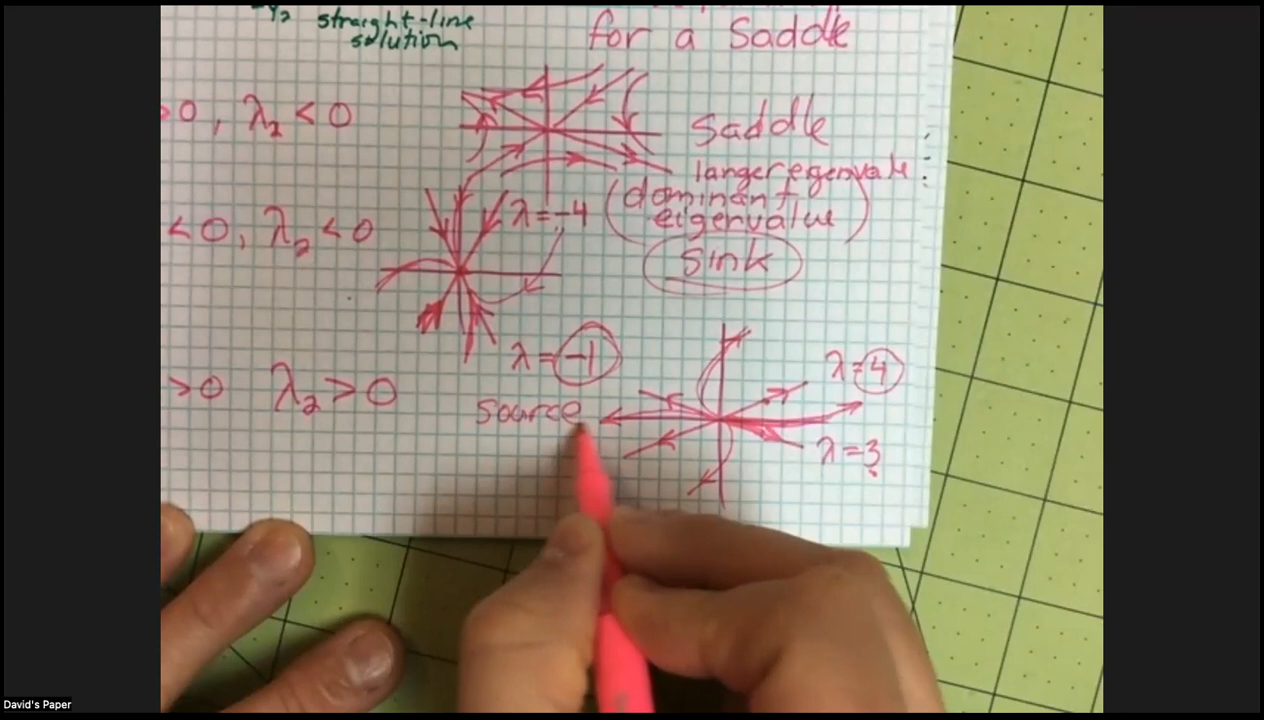 -y₂ straight-line
solution
for a Saddle
>0, λ₂ < 0
Saddle
larger eigenvalue
(dominant
eigenvalue)
<0, λ₂ < 0
λ = -4
Sink
λ = -1
>0 λ₂ > 0
λ = 4
Source
λ = 3
David's Paper